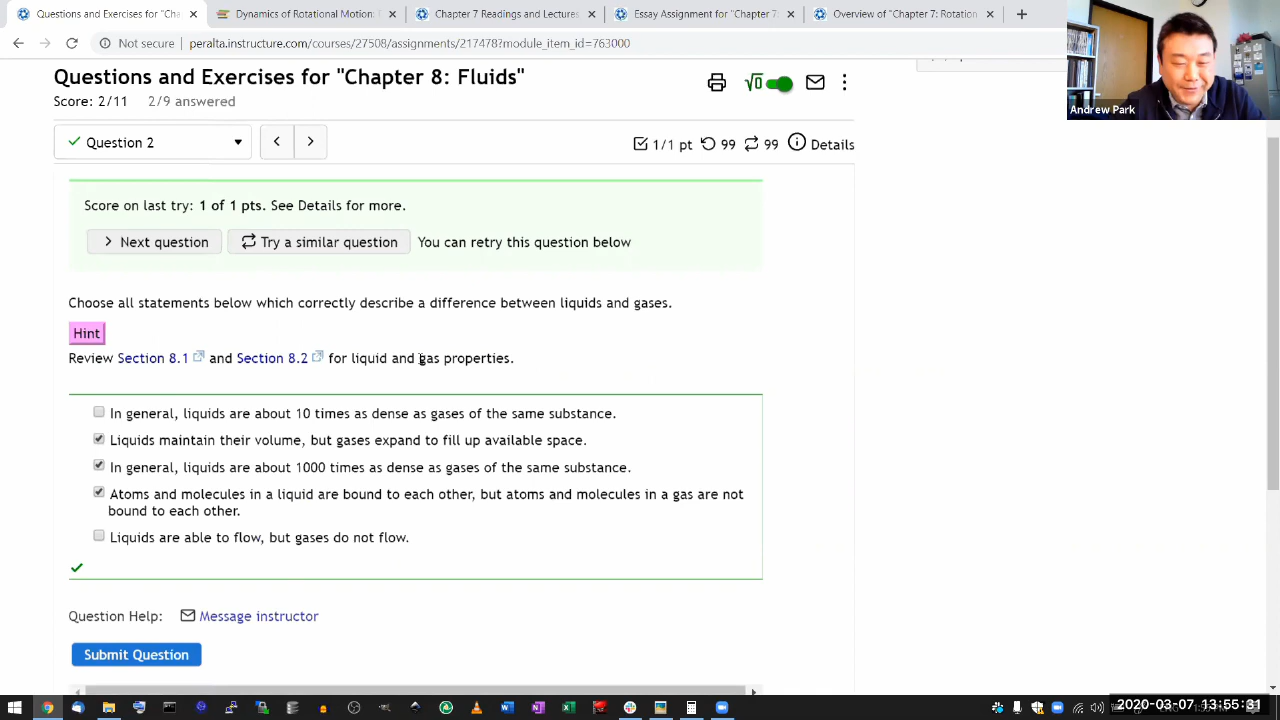 Questions and Exercises for "Ch
Dynamics of Rotational Motion:
Chapter 7 Readings and Lectures
Essay Assignment "Chapter 7:
Overview of "Chapter 7: Rotation
Not secure | peralta.instructure.com/courses/2760/assignments/217478?module_item_id=763000
Andrew Park
Questions and Exercises for "Chapter 8: Fluids"
Score: 2/11 2/9 answered
√0
Question 2
1/1 pt 99 99 Details
Score on last try: 1 of 1 pts. See Details for more.
Next question Try a similar question You can retry this question below
Choose all statements below which correctly describe a difference between liquids and gases.
Hint
Review Section 8.1 and Section 8.2 for liquid and gas properties.
In general, liquids are about 10 times as dense as gases of the same substance.
Liquids maintain their volume, but gases expand to fill up available space.
In general, liquids are about 1000 times as dense as gases of the same substance.
Atoms and molecules in a liquid are bound to each other, but atoms and molecules in a gas are not
bound to each other.
Liquids are able to flow, but gases do not flow.
Question Help: Message instructor
Submit Question
2020-03-07 13:55:31